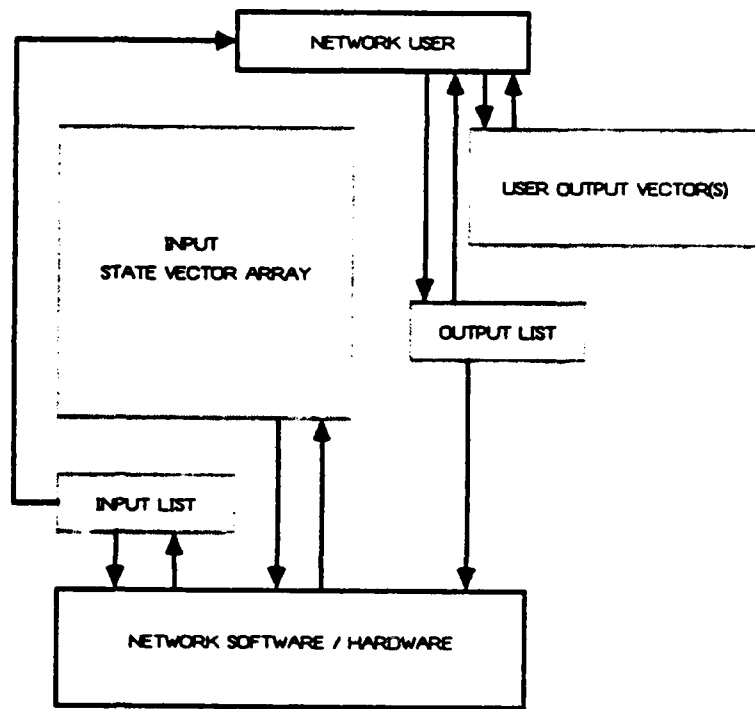 NETWORK USER
USER OUTPUT VECTOR(S)
INPUT
STATE VECTOR ARRAY
OUTPUT LIST
INPUT LIST
NETWORK SOFTWARE / HARDWARE